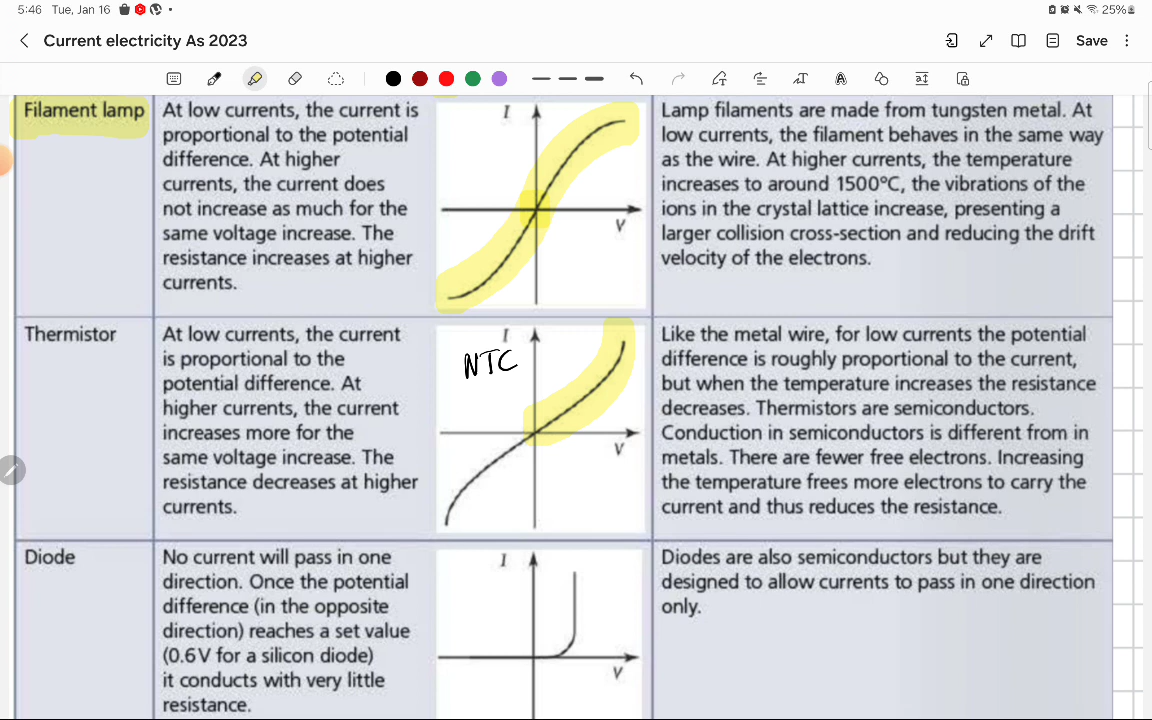 5:46 Tue, Jan 16
25%
Current electricity As 2023
Save
Filament lamp
At low currents, the current is
proportional to the potential
difference. At higher
currents, the current does
not increase as much for the
same voltage increase. The
resistance increases at higher
currents.
I
V
Lamp filaments are made from tungsten metal. At
low currents, the filament behaves in the same way
as the wire. At higher currents, the temperature
increases to around 1500°C, the vibrations of the
ions in the crystal lattice increase, presenting a
larger collision cross-section and reducing the drift
velocity of the electrons.
Thermistor
At low currents, the current
is proportional to the
potential difference. At
higher currents, the current
increases more for the
same voltage increase. The
resistance decreases at higher
currents.
I
NTC
V
Like the metal wire, for low currents the potential
difference is roughly proportional to the current,
but when the temperature increases the resistance
decreases. Thermistors are semiconductors.
Conduction in semiconductors is different from in
metals. There are fewer free electrons. Increasing
the temperature frees more electrons to carry the
current and thus reduces the resistance.
Diode
No current will pass in one
direction. Once the potential
difference (in the opposite
direction) reaches a set value
(0.6V for a silicon diode)
it conducts with very little
resistance.
I
V
Diodes are also semiconductors but they are
designed to allow currents to pass in one direction
only.